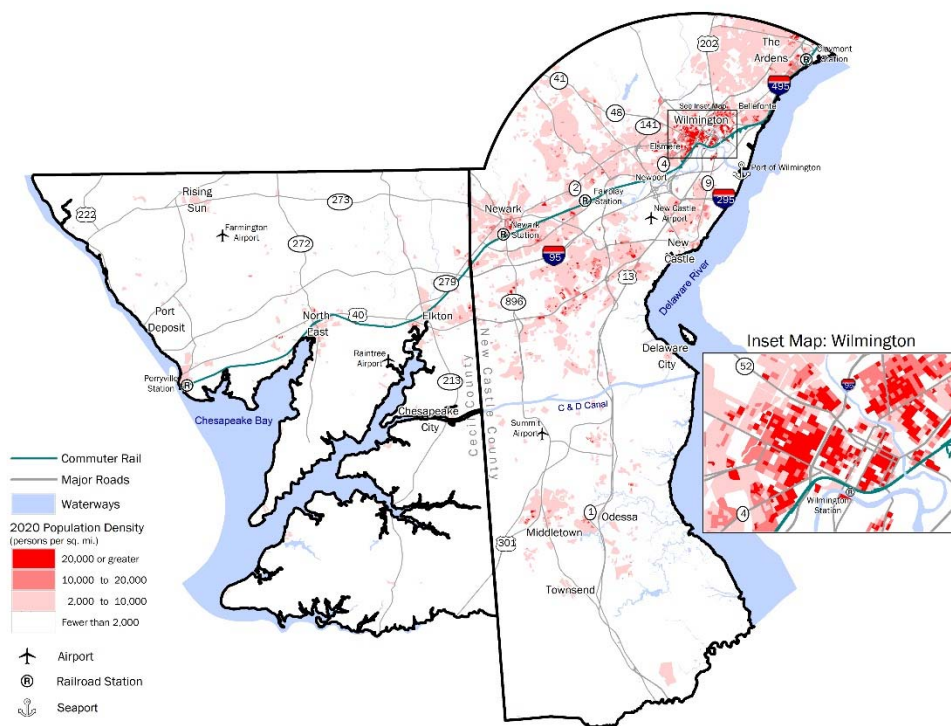 202
The
Ardens
Claymont
Station
41
495
48
See Inset Map
Bellefonte
141
Wilmington
Elsmere
4
Port of Wilmington
Newport
222
Rising
Sun
273
2
Fairplay
Station
9
295
Newark
New Castle
Airport
Farmington
Airport
Newark
Station
272
95
New
Castle
13
279
Delaware River
896
Port
Deposit
North
East
40
Elkton
Inset Map: Wilmington
Raintree
Airport
Delaware
City
52
95
Perryville
Station
213
Cecil County
New Castle County
Chesapeake Bay
Chesapeake
City
C & D Canal
Summit
Airport
Wilmington
Station
4
Commuter Rail
Major Roads
Waterways
2020 Population Density
(persons per sq. mi.)
20,000 or greater
10,000 to 20,000
2,000 to 10,000
Fewer than 2,000
Airport
Railroad Station
Seaport
1
Odessa
Middletown
301
Townsend